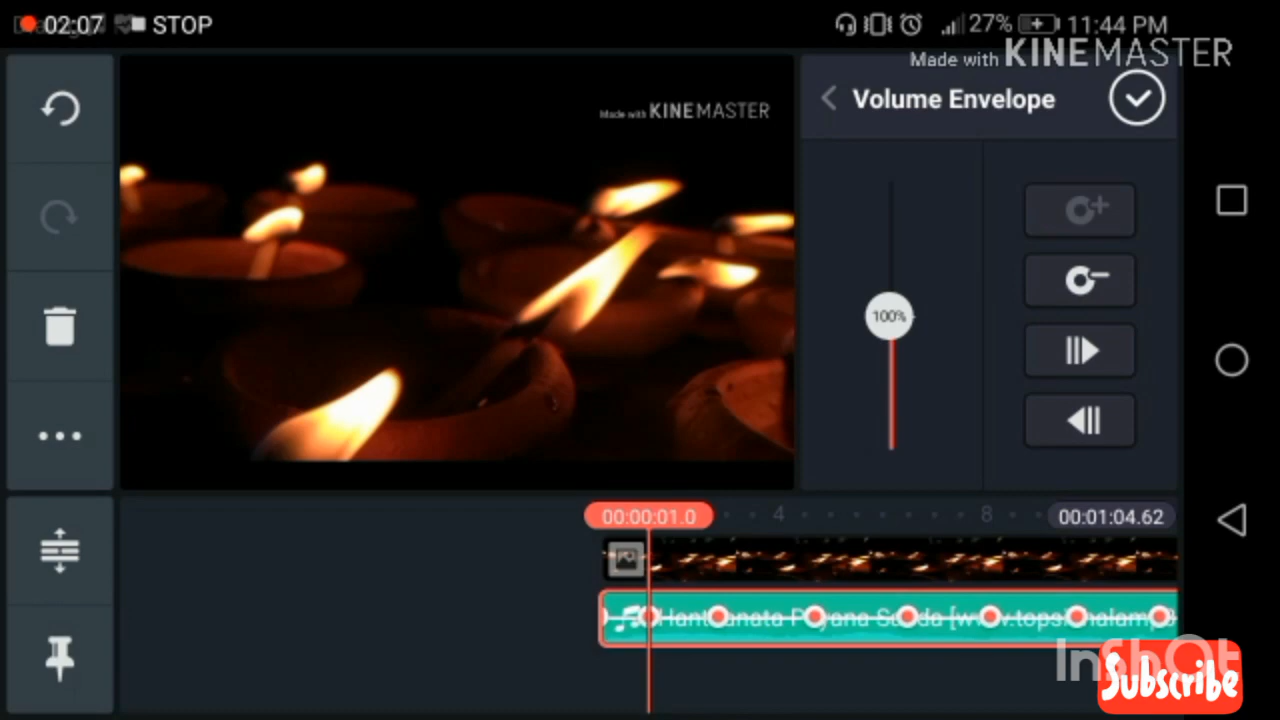 02:07 STOP 27% 11:44 PM
Made with KINEMASTER
Volume Envelope
Made with KINEMASTER
100%
00:00:01.0 4 8 00:01:04.62
InShOt
Subscribe